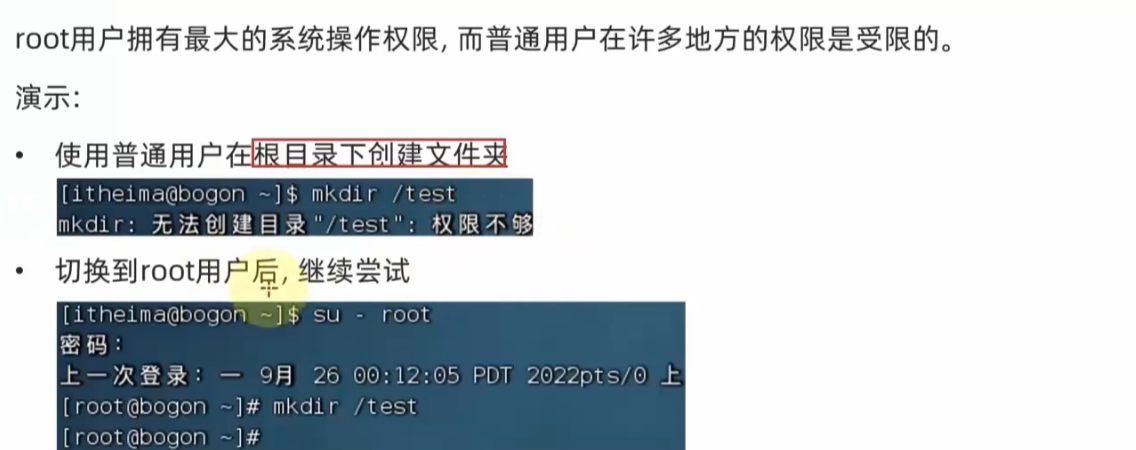 root用户拥有最大的系统操作权限, 而普通用户在许多地方的权限是受限的。
演示:
• 使用普通用户在根目录下创建文件夹
[itheima@bogon ~]$ mkdir /test
mkdir: 无法创建目录"/test": 权限不够
• 切换到root用户后, 继续尝试
[itheima@bogon ~]$ su - root
密码:
上一次登录: 一 9月 26 00:12:05 PDT 2022pts/0 上
[root@bogon ~]# mkdir /test
[root@bogon ~]#